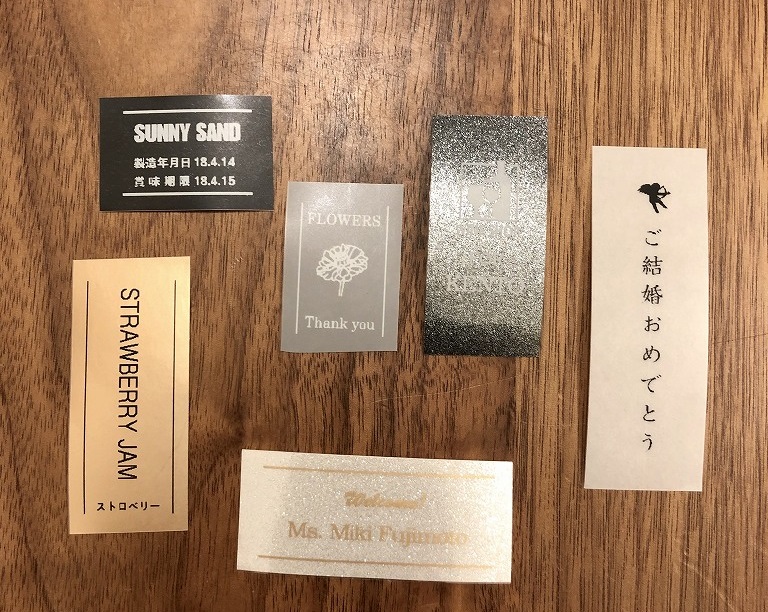 SUNNY SAND
製造年月日 18.4.14
賞味期限 18.4.15
FLOWERS
Thank you
KENTO
ご結婚おめでとう
STRAWBERRY JAM
ストロベリー
Welcome!
Ms. Miki Fujimoto